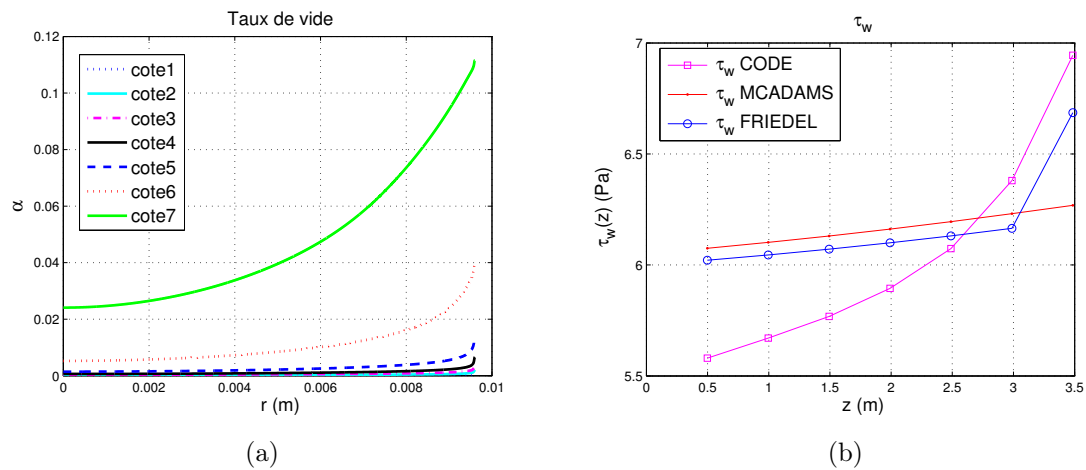 Taux de vide
0.12
0.1
0.08
0.06
0.04
0.02
0
α
cote1
cote2
cote3
cote4
cote5
cote6
cote7
0 0.002 0.004 0.006 0.008 0.01
r (m)
(a)
τw
7
6.5
6
5.5
τw(z) (Pa)
τw CODE
τw MCADAMS
τw FRIEDEL
0 0.5 1 1.5 2 2.5 3 3.5
z (m)
(b)